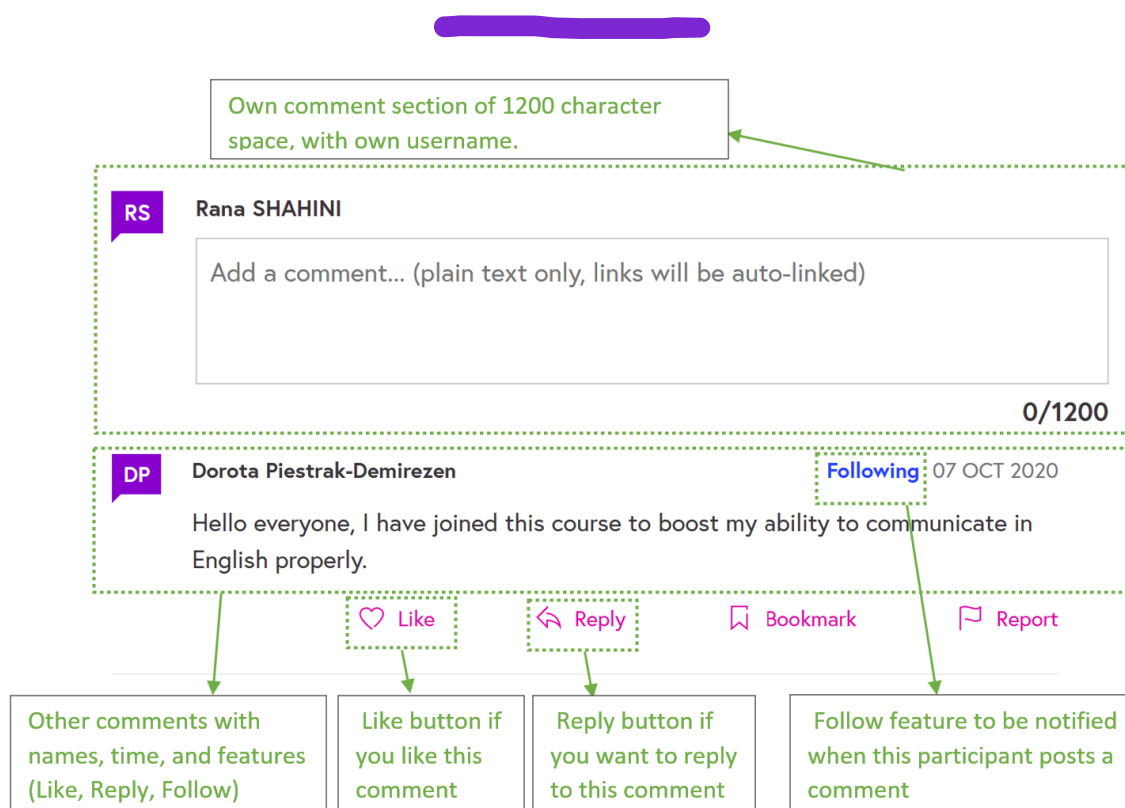 Own comment section of 1200 character
space, with own username.
RS
Rana SHAHINI
Add a comment... (plain text only, links will be auto-linked)
0/1200
DP
Dorota Piestrak-Demirezen
Following
07 OCT 2020
Hello everyone, I have joined this course to boost my ability to communicate in
English properly.
Like
Reply
Bookmark
Report
Other comments with
names, time, and features
(Like, Reply, Follow)
Like button if
you like this
comment
Reply button if
you want to reply
to this comment
Follow feature to be notified
when this participant posts a
comment